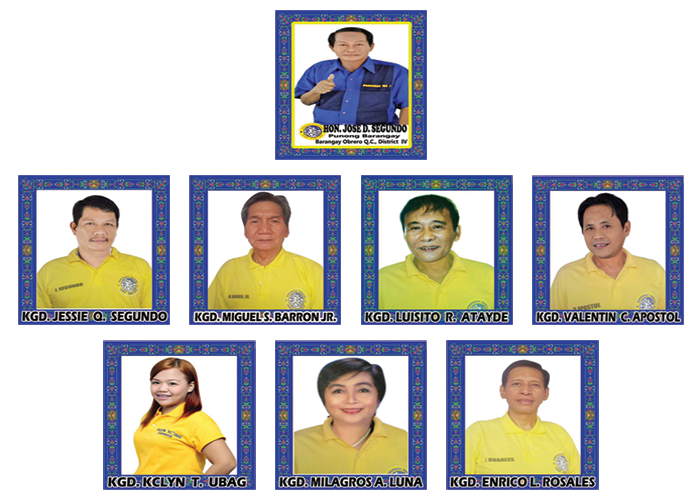 HON. JOSE D. SEGUNDO
Punong Barangay
Barangay Obrero Q.C., District IV
KGD. JESSIE Q. SEGUNDO
KGD. MIGUEL S. BARRON JR.
KGD. LUISITO R. ATAYDE
KGD. VALENTIN C. APOSTOL
KGD. KCLYN T. UBAG
KGD. MILAGROS A. LUNA
KGD. ENRICO L. ROSALES